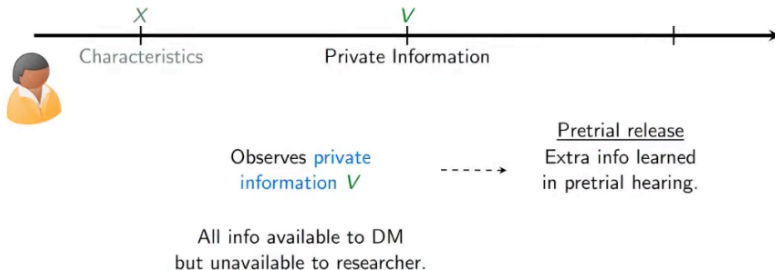 X V
Characteristics Private Information
Pretrial release
Observes private Extra info learned
information V in pretrial hearing.
All info available to DM
but unavailable to researcher.